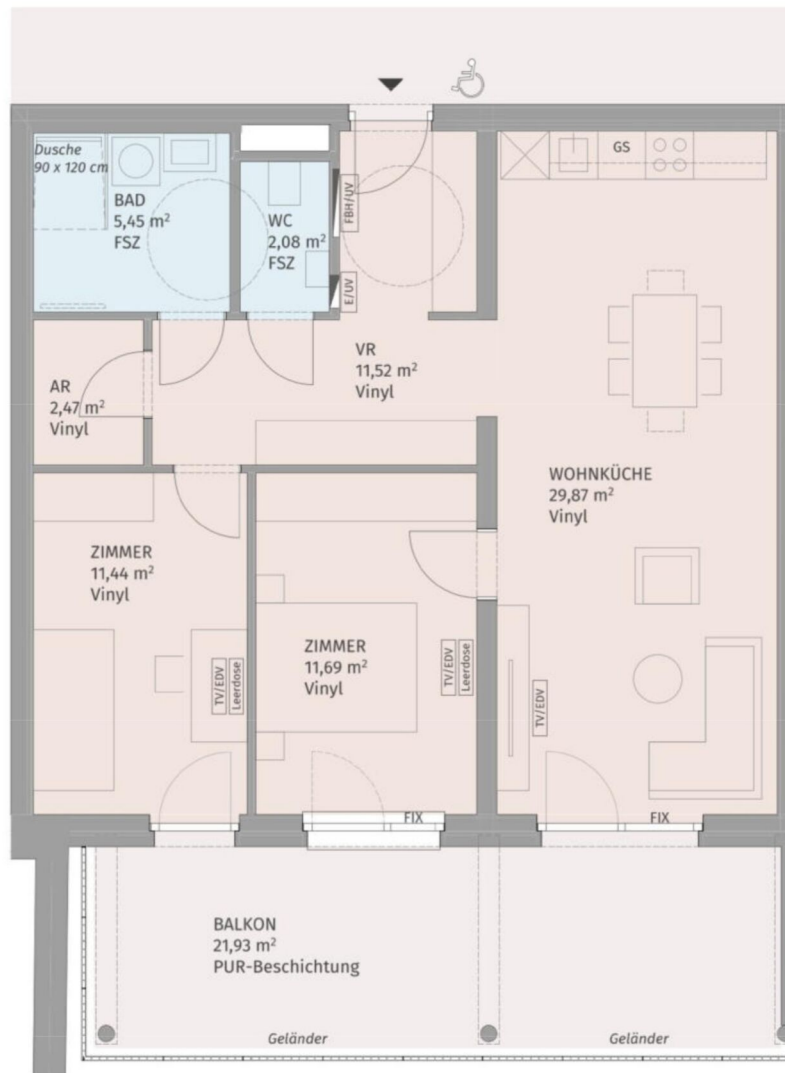 Dusche
90 x 120 cm
BAD
5,45 m²
FSZ
WC
2,08 m²
FSZ
FBH/UV
E/UV
GS
VR
11,52 m²
Vinyl
AR
2,47 m²
Vinyl
WOHNKÜCHE
29,87 m²
Vinyl
ZIMMER
11,44 m²
Vinyl
TV/EDV
Leerdose
ZIMMER
11,69 m²
Vinyl
TV/EDV
Leerdose
TV/EDV
FIX
FIX
BALKON
21,93 m²
PUR-Beschichtung
Geländer
Geländer